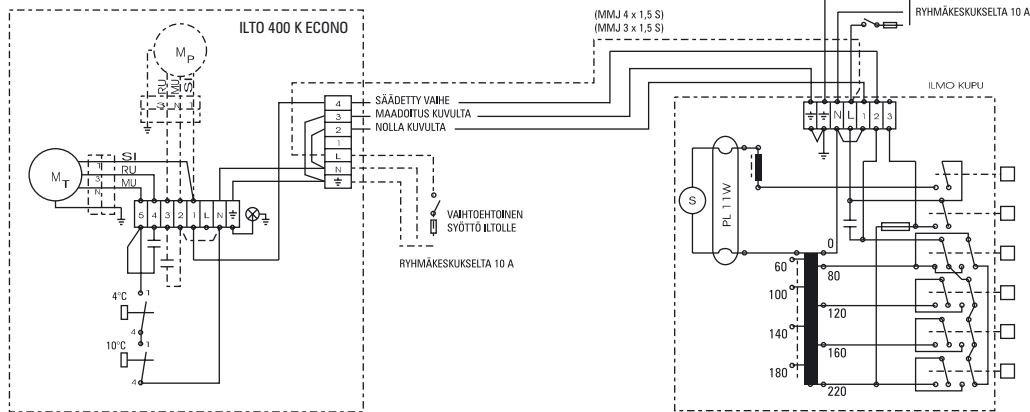 RYHMÄKESKUKSELTA 10 A
(MMJ 4 x 1,5 S)
(MMJ 3 x 1,5 S)
ILTO 400 K ECONO
M P
RU
MU
SI
3
N
1
SÄÄDETTY VAIHE
MAADOITUS KUVULTA
NOLLA KUVULTA
4
3
2
1
L
N
ILMO KUPU
N
L
1
2
3
M T
SI
RU
MU
1
3
N
5
4
3
2
1
L
N
VAIHTOEHTOINEN
SYÖTTÖ ILTOLLE
RYHMÄKESKUKSELTA 10 A
S
PL 11W
0
60
80
100
120
140
160
180
220
4°C
1
4
10°C
1
4